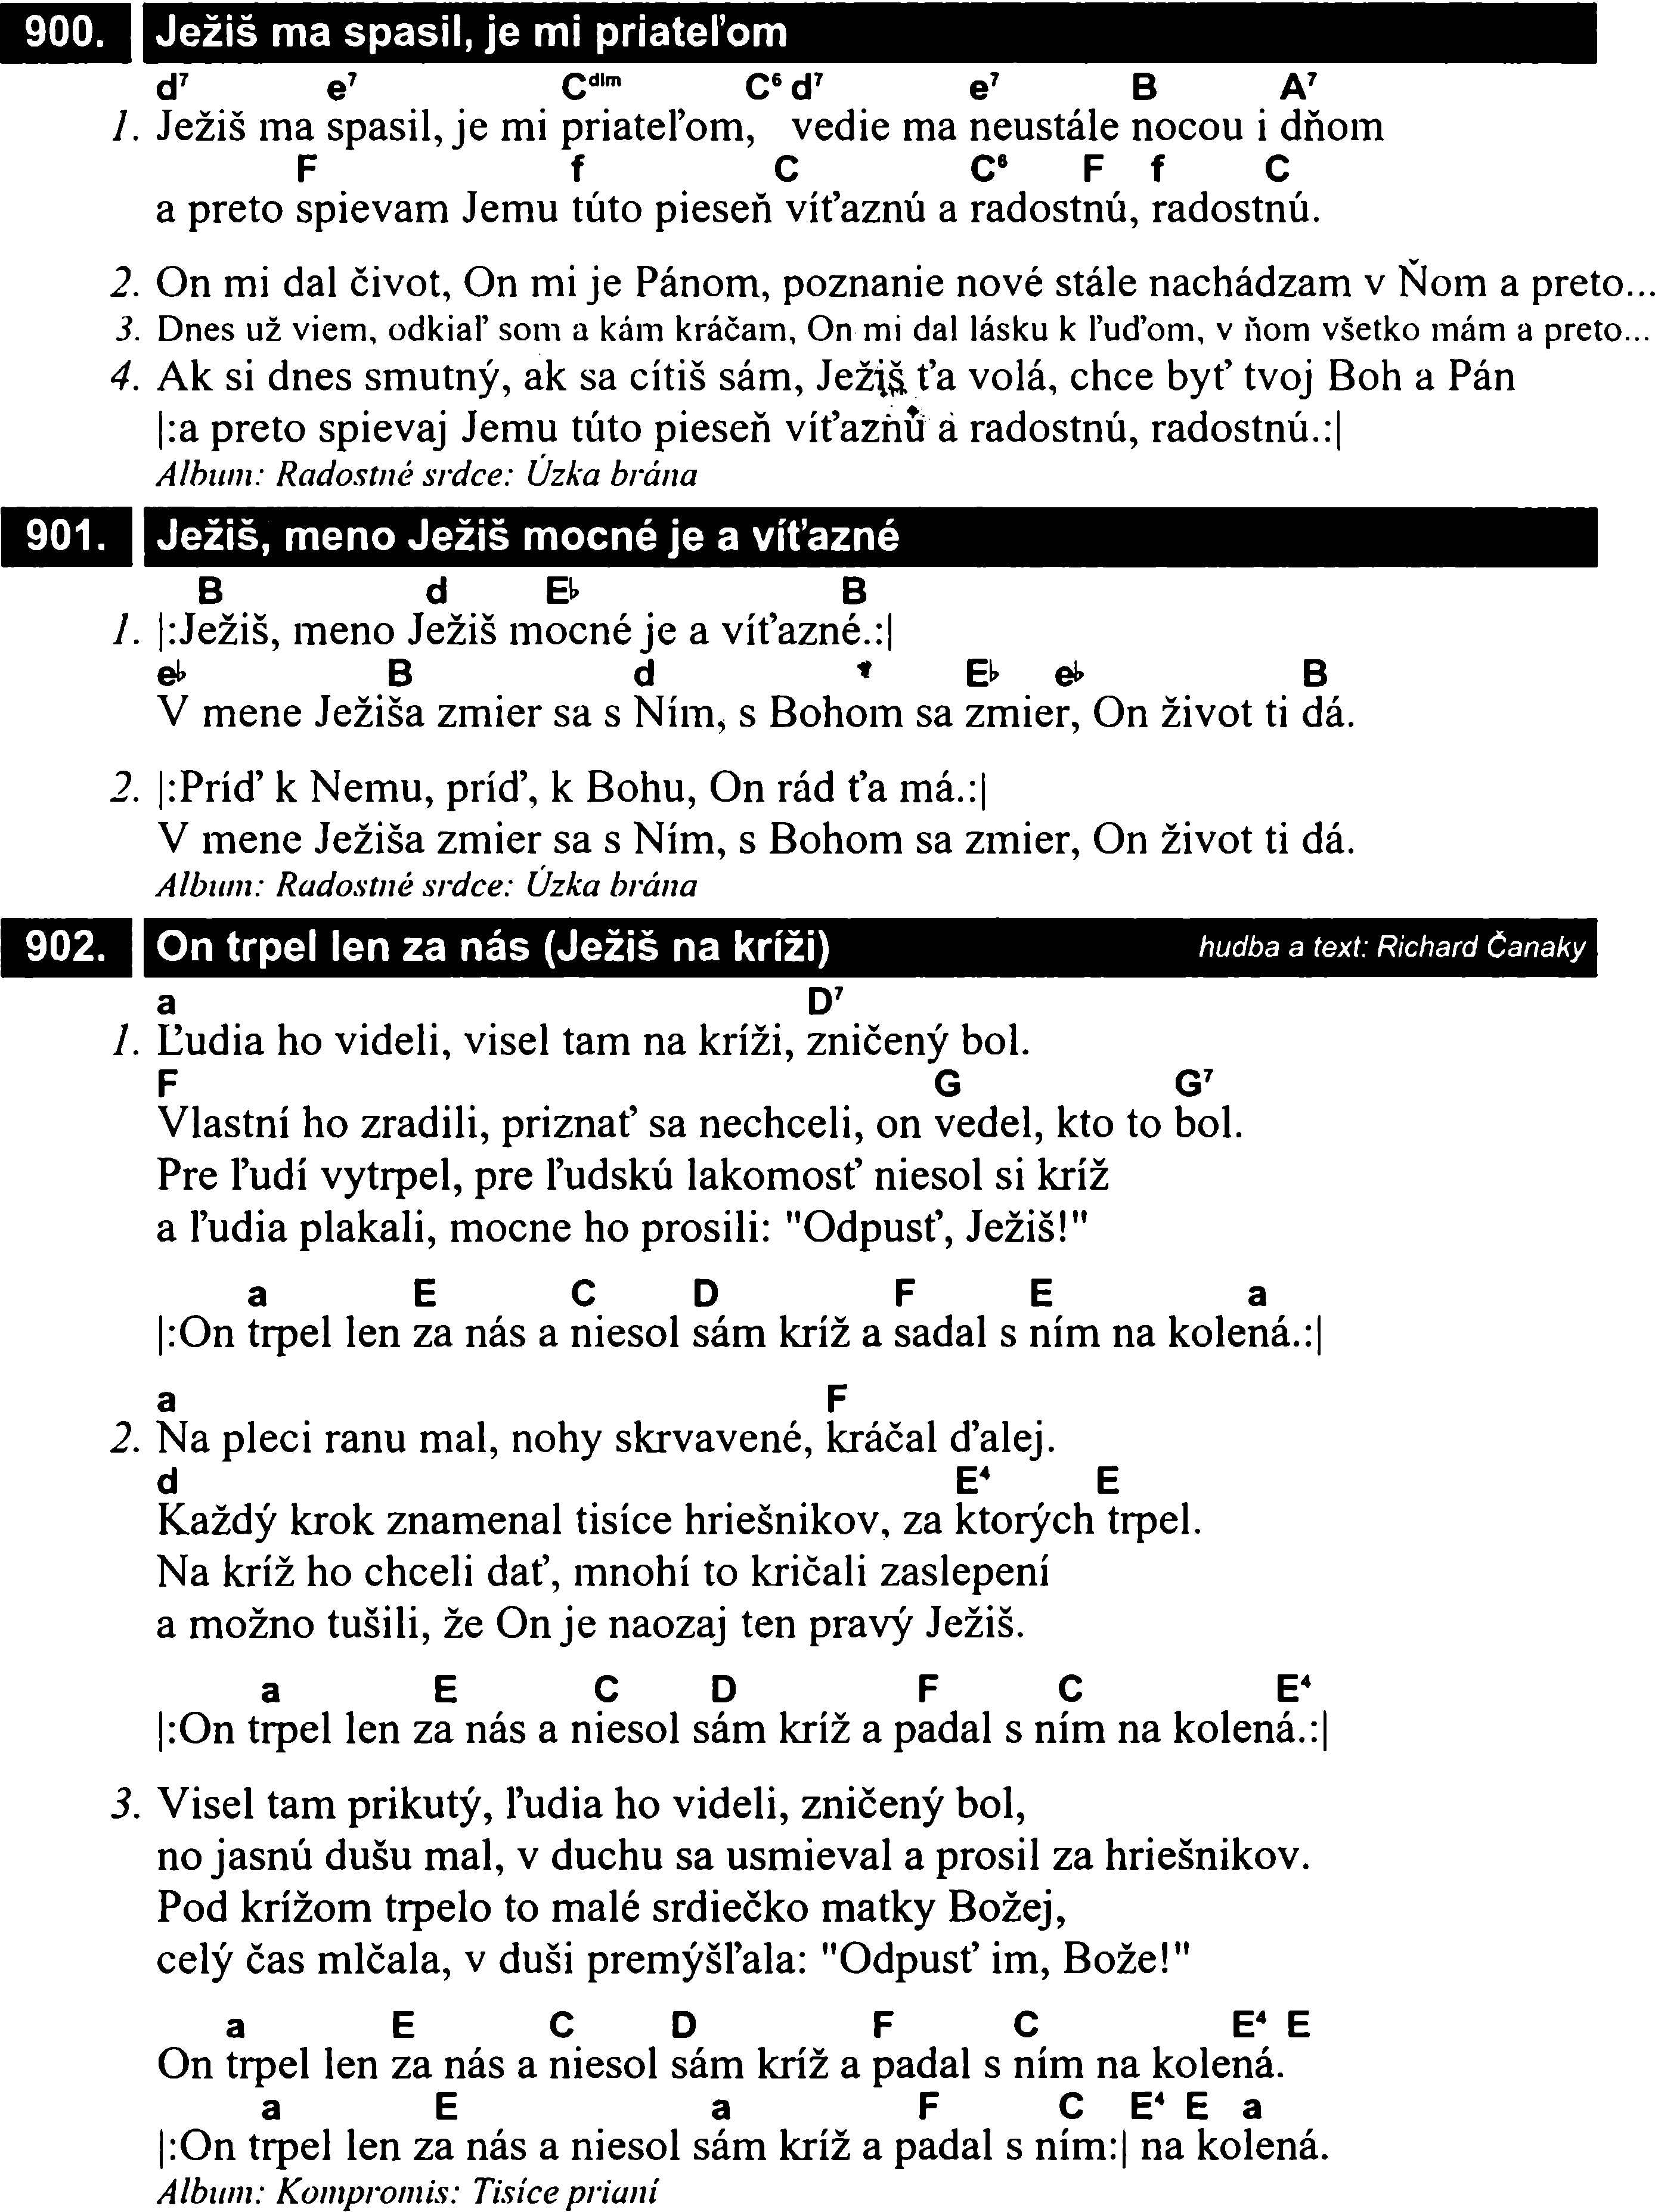 900. Ježiš ma spasil, je mi priateľom
d7 e7 Cdim C6 d7 e7 B A7
1. Ježiš ma spasil, je mi priateľom, vedie ma neustále nocou i dňom
F f C C6 F f C
a preto spievam Jemu túto pieseň víťaznú a radostnú, radostnú.
2. On mi dal čivot, On mi je Pánom, poznanie nové stále nachádzam v Ňom a preto...
3. Dnes už viem, odkiaľ som a kám kráčam, On mi dal lásku k ľuďom, v ňom všetko mám a preto...
4. Ak si dnes smutný, ak sa cítiš sám, Ježiš ťa volá, chce byť tvoj Boh a Pán
|:a preto spievaj Jemu túto pieseň víťaznú a radostnú, radostnú.:|
Album: Radostné srdce: Úzka brána
901. Ježiš, meno Ježiš mocné je a víťazné
B d E♭ B
1. |:Ježiš, meno Ježiš mocné je a víťazné.:|
e♭ B d E♭ e♭ B
V mene Ježiša zmier sa s Ním, s Bohom sa zmier, On život ti dá.
2. |:Príď k Nemu, príď, k Bohu, On rád ťa má.:|
V mene Ježiša zmier sa s Ním, s Bohom sa zmier, On život ti dá.
Album: Radostné srdce: Úzka brána
902. On trpel len za nás (Ježiš na kríži) hudba a text: Richard Čanaky
a D7
1. Ľudia ho videli, visel tam na kríži, zničený bol.
F G G7
Vlastní ho zradili, priznať sa nechceli, on vedel, kto to bol.
Pre ľudí vytrpel, pre ľudskú lakomosť niesol si kríž
a ľudia plakali, mocne ho prosili: "Odpusť, Ježiš!"
a E C D F E a
|:On trpel len za nás a niesol sám kríž a sadal s ním na kolená.:|
a F
2. Na pleci ranu mal, nohy skrvavené, kráčal ďalej.
d E4 E
Každý krok znamenal tisíce hriešnikov, za ktorých trpel.
Na kríž ho chceli dať, mnohí to kričali zaslepení
a možno tušili, že On je naozaj ten pravý Ježiš.
a E C D F C E4
|:On trpel len za nás a niesol sám kríž a padal s ním na kolená.:|
3. Visel tam prikutý, ľudia ho videli, zničený bol,
no jasnú dušu mal, v duchu sa usmieval a prosil za hriešnikov.
Pod krížom trpelo to malé srdiečko matky Božej,
celý čas mlčala, v duši premýšľala: "Odpusť im, Bože!"
a E C D F C E4 E
On trpel len za nás a niesol sám kríž a padal s ním na kolená.
a E a F C E4 E a
|:On trpel len za nás a niesol sám kríž a padal s ním:| na kolená.
Album: Kompromis: Tisíce prianí